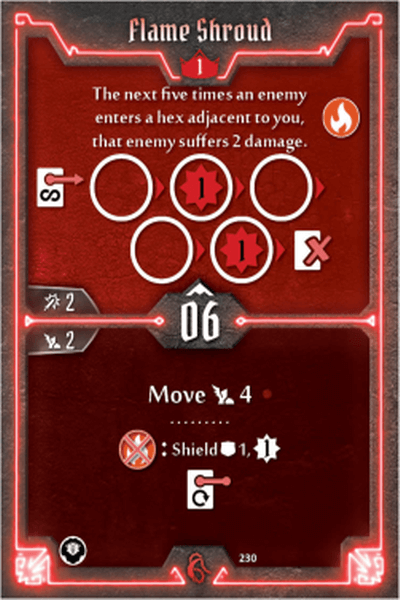 Flame Shroud
1
The next five times an enemy
enters a hex adjacent to you,
that enemy suffers 2 damage.
1
1
2
06
2
Move 4
: Shield 1, 1
230